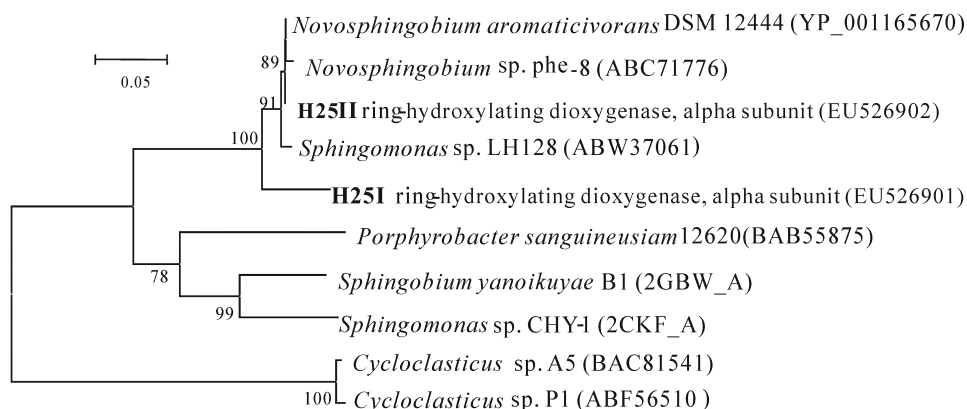 Novosphingobium aromaticivorans DSM 12444 (YP_001165670)
0.05
89
Novosphingobium sp. phe-8 (ABC71776)
91
H25II ring-hydroxylating dioxygenase, alpha subunit (EU526902)
100
Sphingomonas sp. LH128 (ABW37061)
H25I ring-hydroxylating dioxygenase, alpha subunit (EU526901)
Porphyrobacter sanguineusiam12620(BAB55875)
78
Sphingobium yanoikuyae B1 (2GBW_A)
99
Sphingomonas sp. CHY-1 (2CKF_A)
Cycloclasticus sp. A5 (BAC81541)
100
Cycloclasticus sp. P1 (ABF56510 )